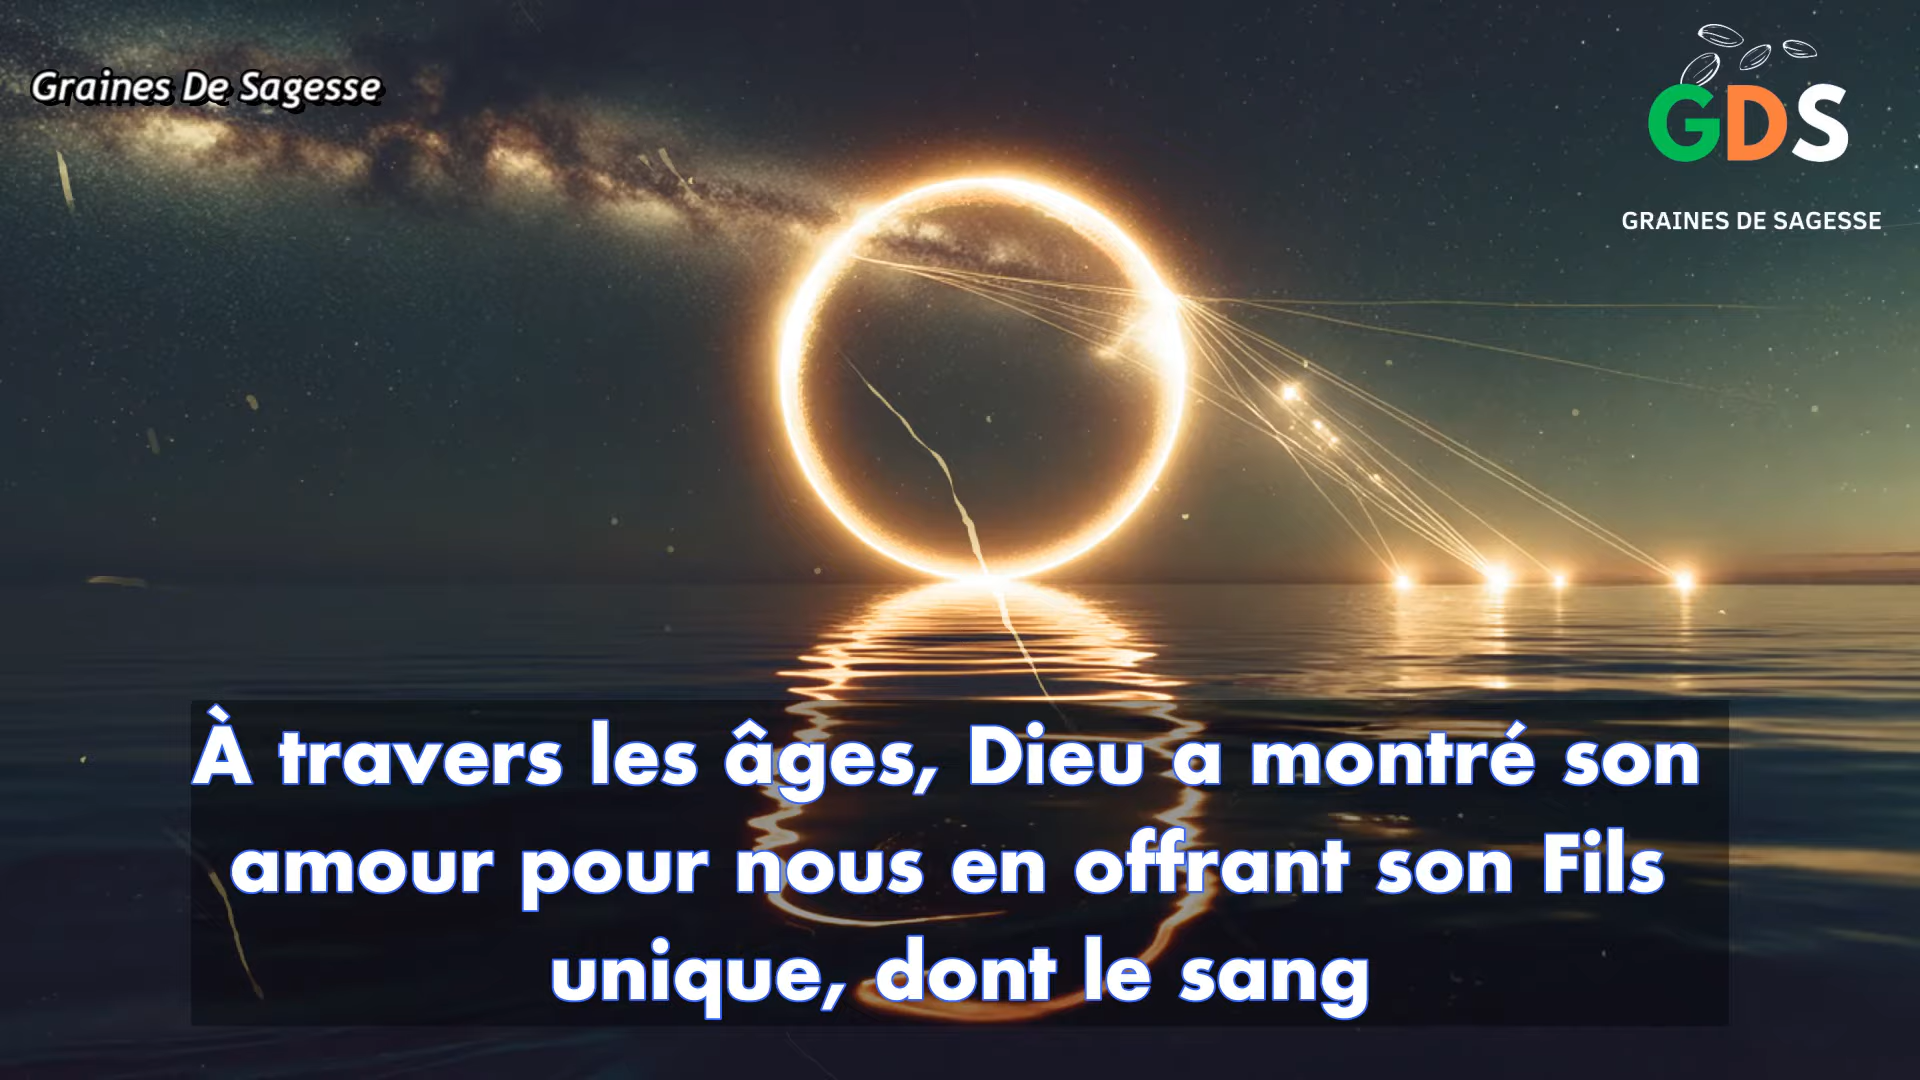 Graines De Sagesse
GDS
GRAINES DE SAGESSE
À travers les âges, Dieu a montré son
amour pour nous en offrant son Fils
unique, dont le sang